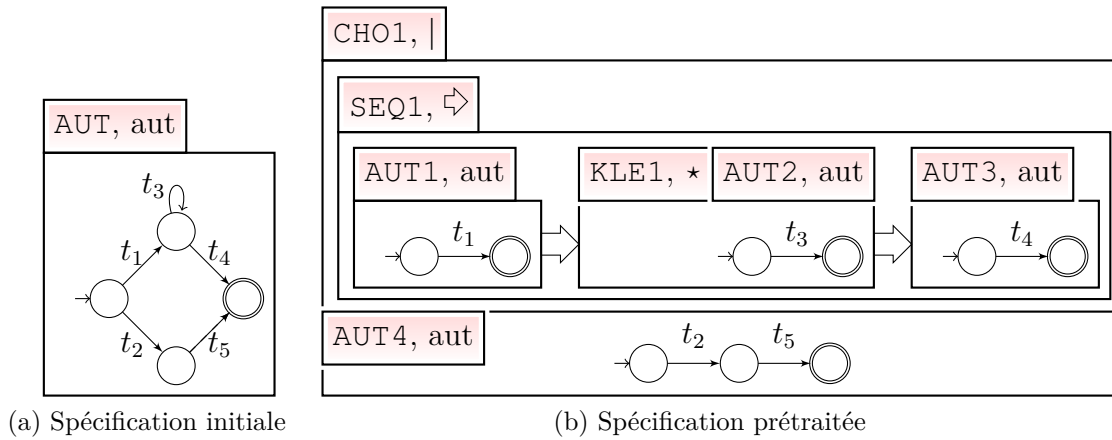 CHO1, |
SEQ1, ⇨
AUT, aut
AUT1, aut
KLE1, ⋆
AUT2, aut
AUT3, aut
t₃
t₁
t₄
t₂
t₅
t₁
t₃
t₄
AUT4, aut
t₂
t₅
(a) Spécification initiale
(b) Spécification prétraitée